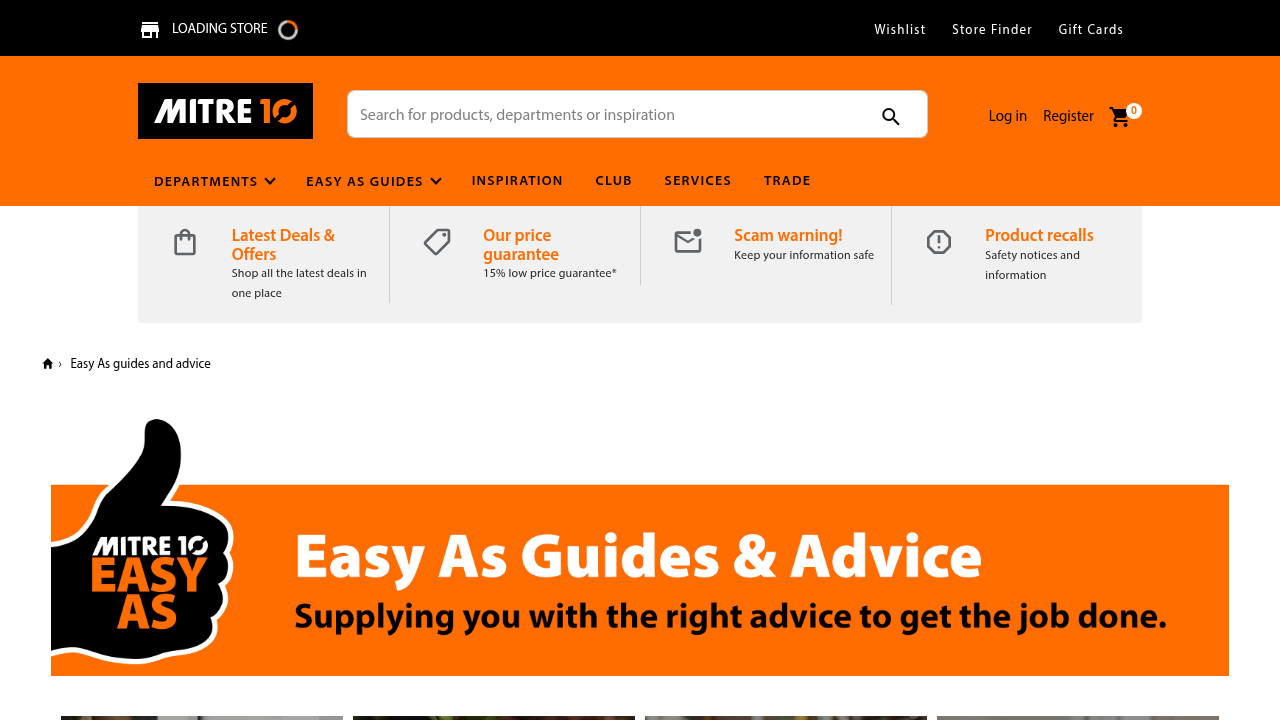 LOADING STORE
Wishlist
Store Finder
Gift Cards
MITRE 10
Search for products, departments or inspiration
Log in
Register
0
DEPARTMENTS
EASY AS GUIDES
INSPIRATION
CLUB
SERVICES
TRADE
Latest Deals &
Offers
Shop all the latest deals in
one place
Our price
guarantee
15% low price guarantee*
Scam warning!
Keep your information safe
Product recalls
Safety notices and
information
› Easy As guides and advice
MITRE 10
EASY
AS
Easy As Guides & Advice
Supplying you with the right advice to get the job done.